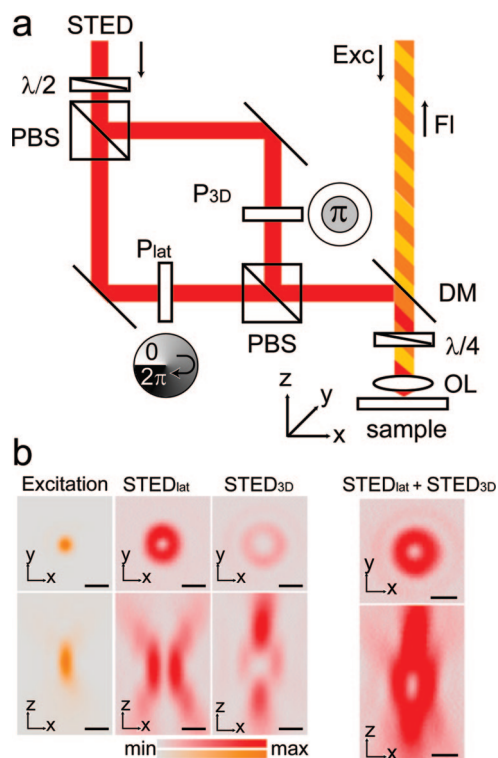 a
STED
Exc
λ/2
Fl
PBS
P3D
π
Plat
DM
PBS
λ/4
0
2π
z
y
x
OL
sample
b
Excitation
STEDlat
STED3D
STEDlat + STED3D
y
x
y
x
y
x
y
x
z
x
z
x
z
x
z
x
min
max